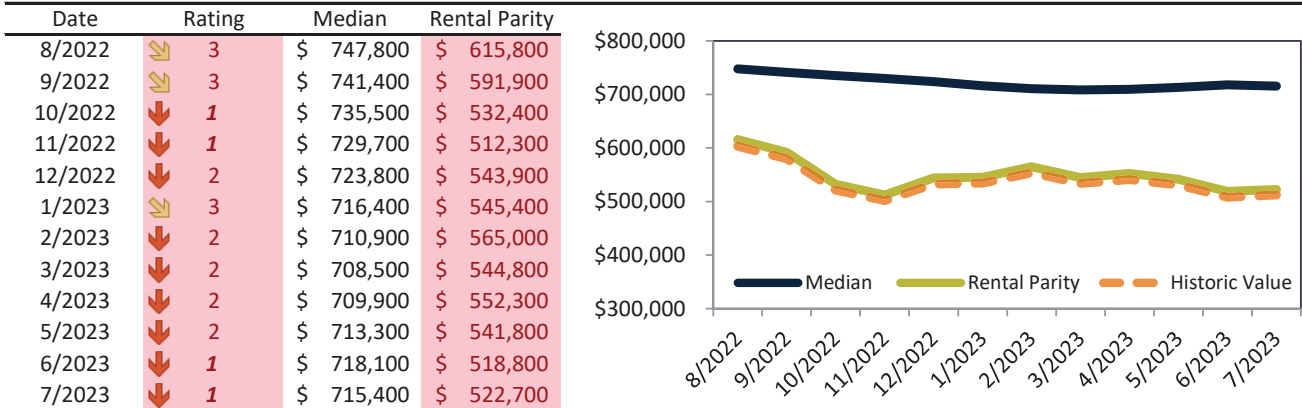 Date Rating Median Rental Parity
8/2022 3 $ 747,800 $ 615,800
9/2022 3 $ 741,400 $ 591,900
10/2022 1 $ 735,500 $ 532,400
11/2022 1 $ 729,700 $ 512,300
12/2022 2 $ 723,800 $ 543,900
1/2023 3 $ 716,400 $ 545,400
2/2023 2 $ 710,900 $ 565,000
3/2023 2 $ 708,500 $ 544,800
4/2023 2 $ 709,900 $ 552,300
5/2023 2 $ 713,300 $ 541,800
6/2023 1 $ 718,100 $ 518,800
7/2023 1 $ 715,400 $ 522,700
$800,000
$700,000
$600,000
$500,000
$400,000
$300,000
Median Rental Parity Historic Value
8/2022 9/2022 10/2022 11/2022 12/2022 1/2023 2/2023 3/2023 4/2023 5/2023 6/2023 7/2023